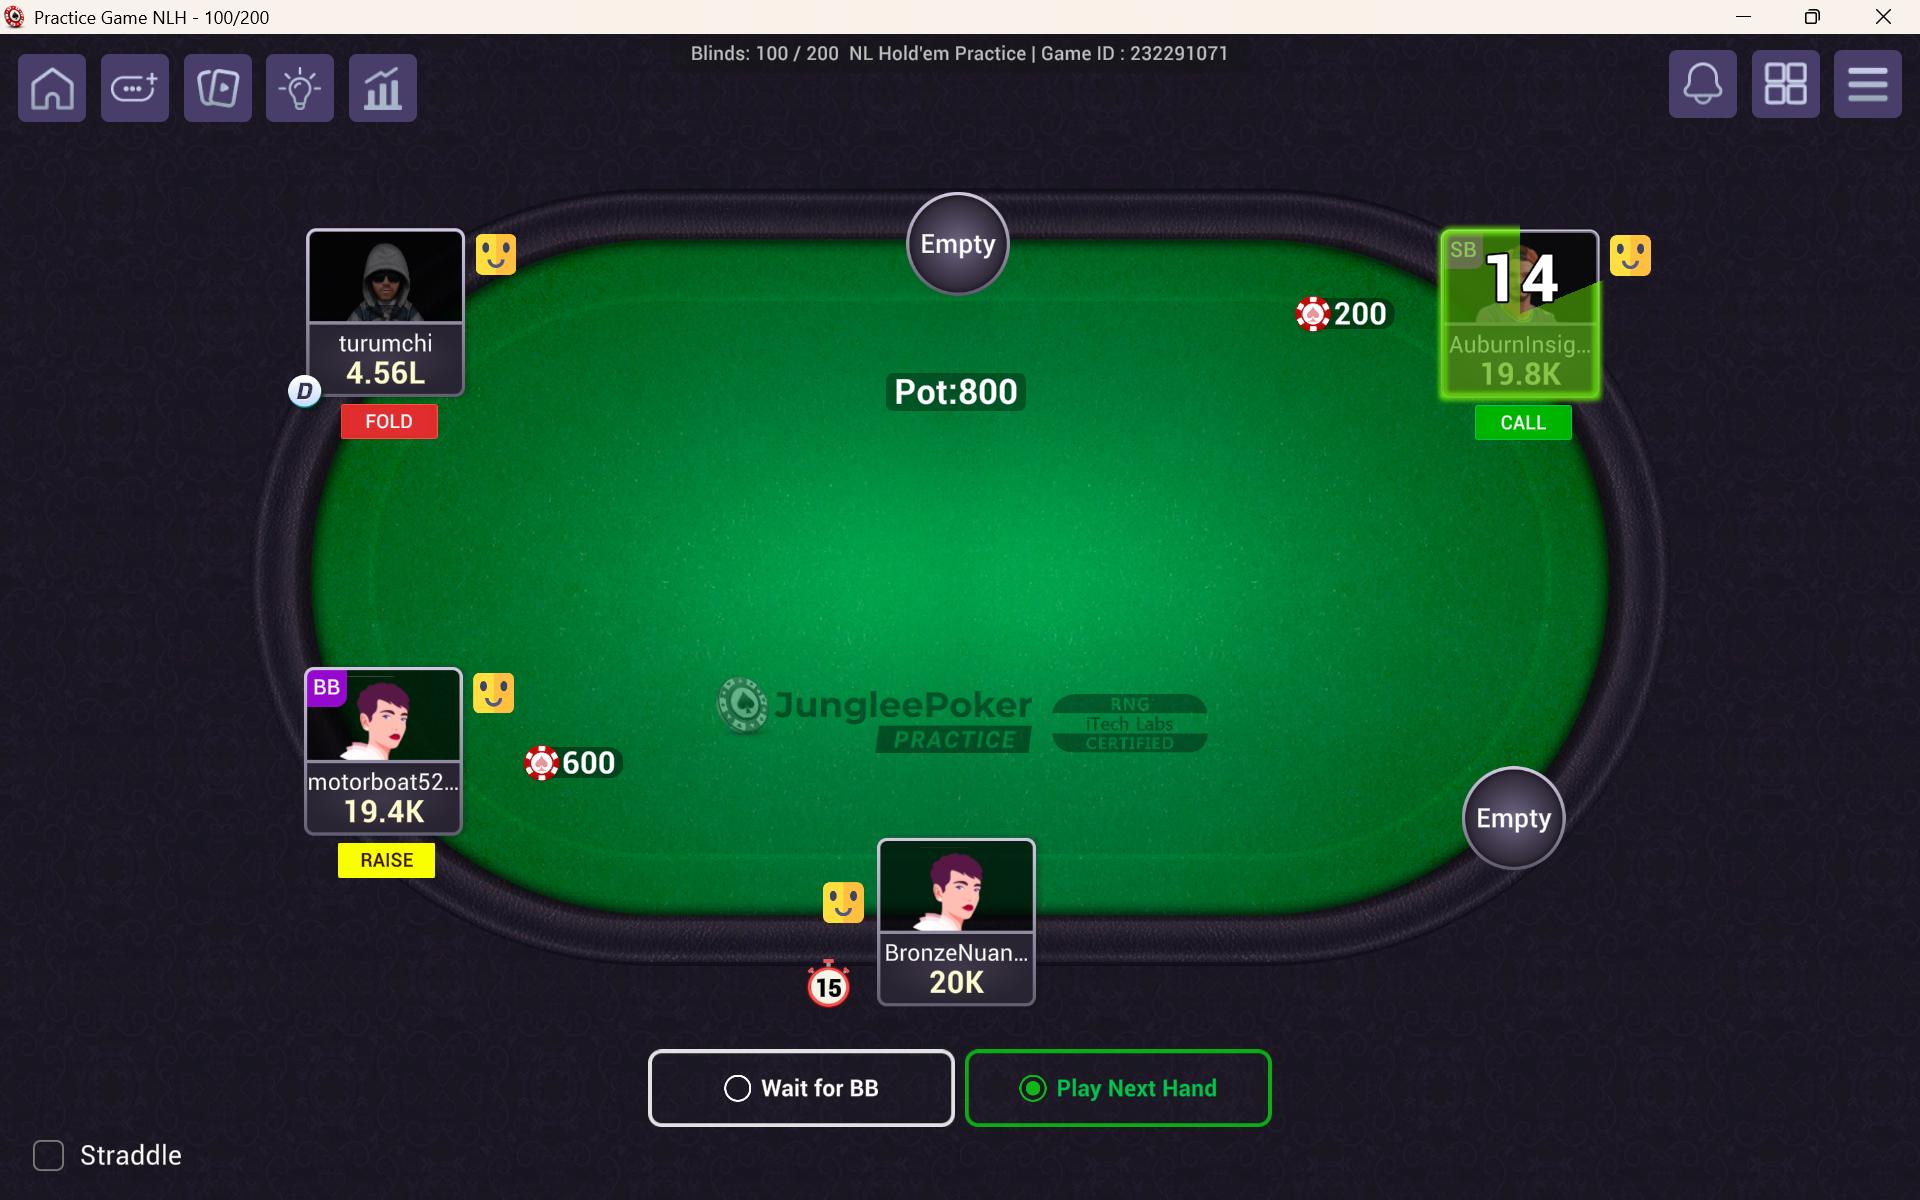 Practice Game NLH - 100/200
Blinds: 100 / 200 NL Hold'em Practice | Game ID : 232291071
Empty
SB
14
200
turumchi
4.56L
D
FOLD
AuburnInsig...
19.8K
CALL
Pot:800
BB
motorboat52...
19.4K
RAISE
600
JungleePoker
PRACTICE
RNG
iTech Labs
CERTIFIED
Empty
BronzeNuan...
20K
15
Wait for BB
Play Next Hand
Straddle